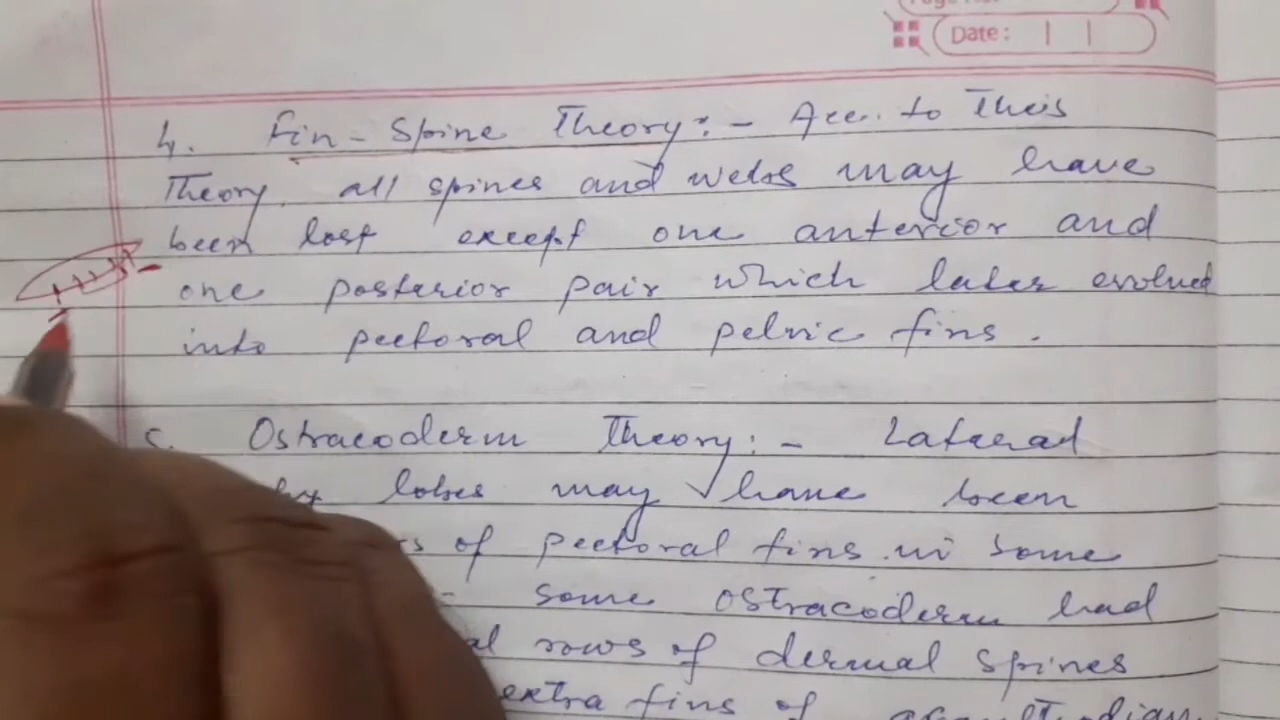 Date :
4. Fin-Spine Theory:- Acc. to this
Theory, all spines and webs may have
been lost except one anterior and
one posterior pair which later evolved
into pectoral and pelvic fins.
5. Ostracoderm Theory:- Lateral
lobes may have been
of pectoral fins in some
some ostracoderm had
rows of dermal spines
extra fins of